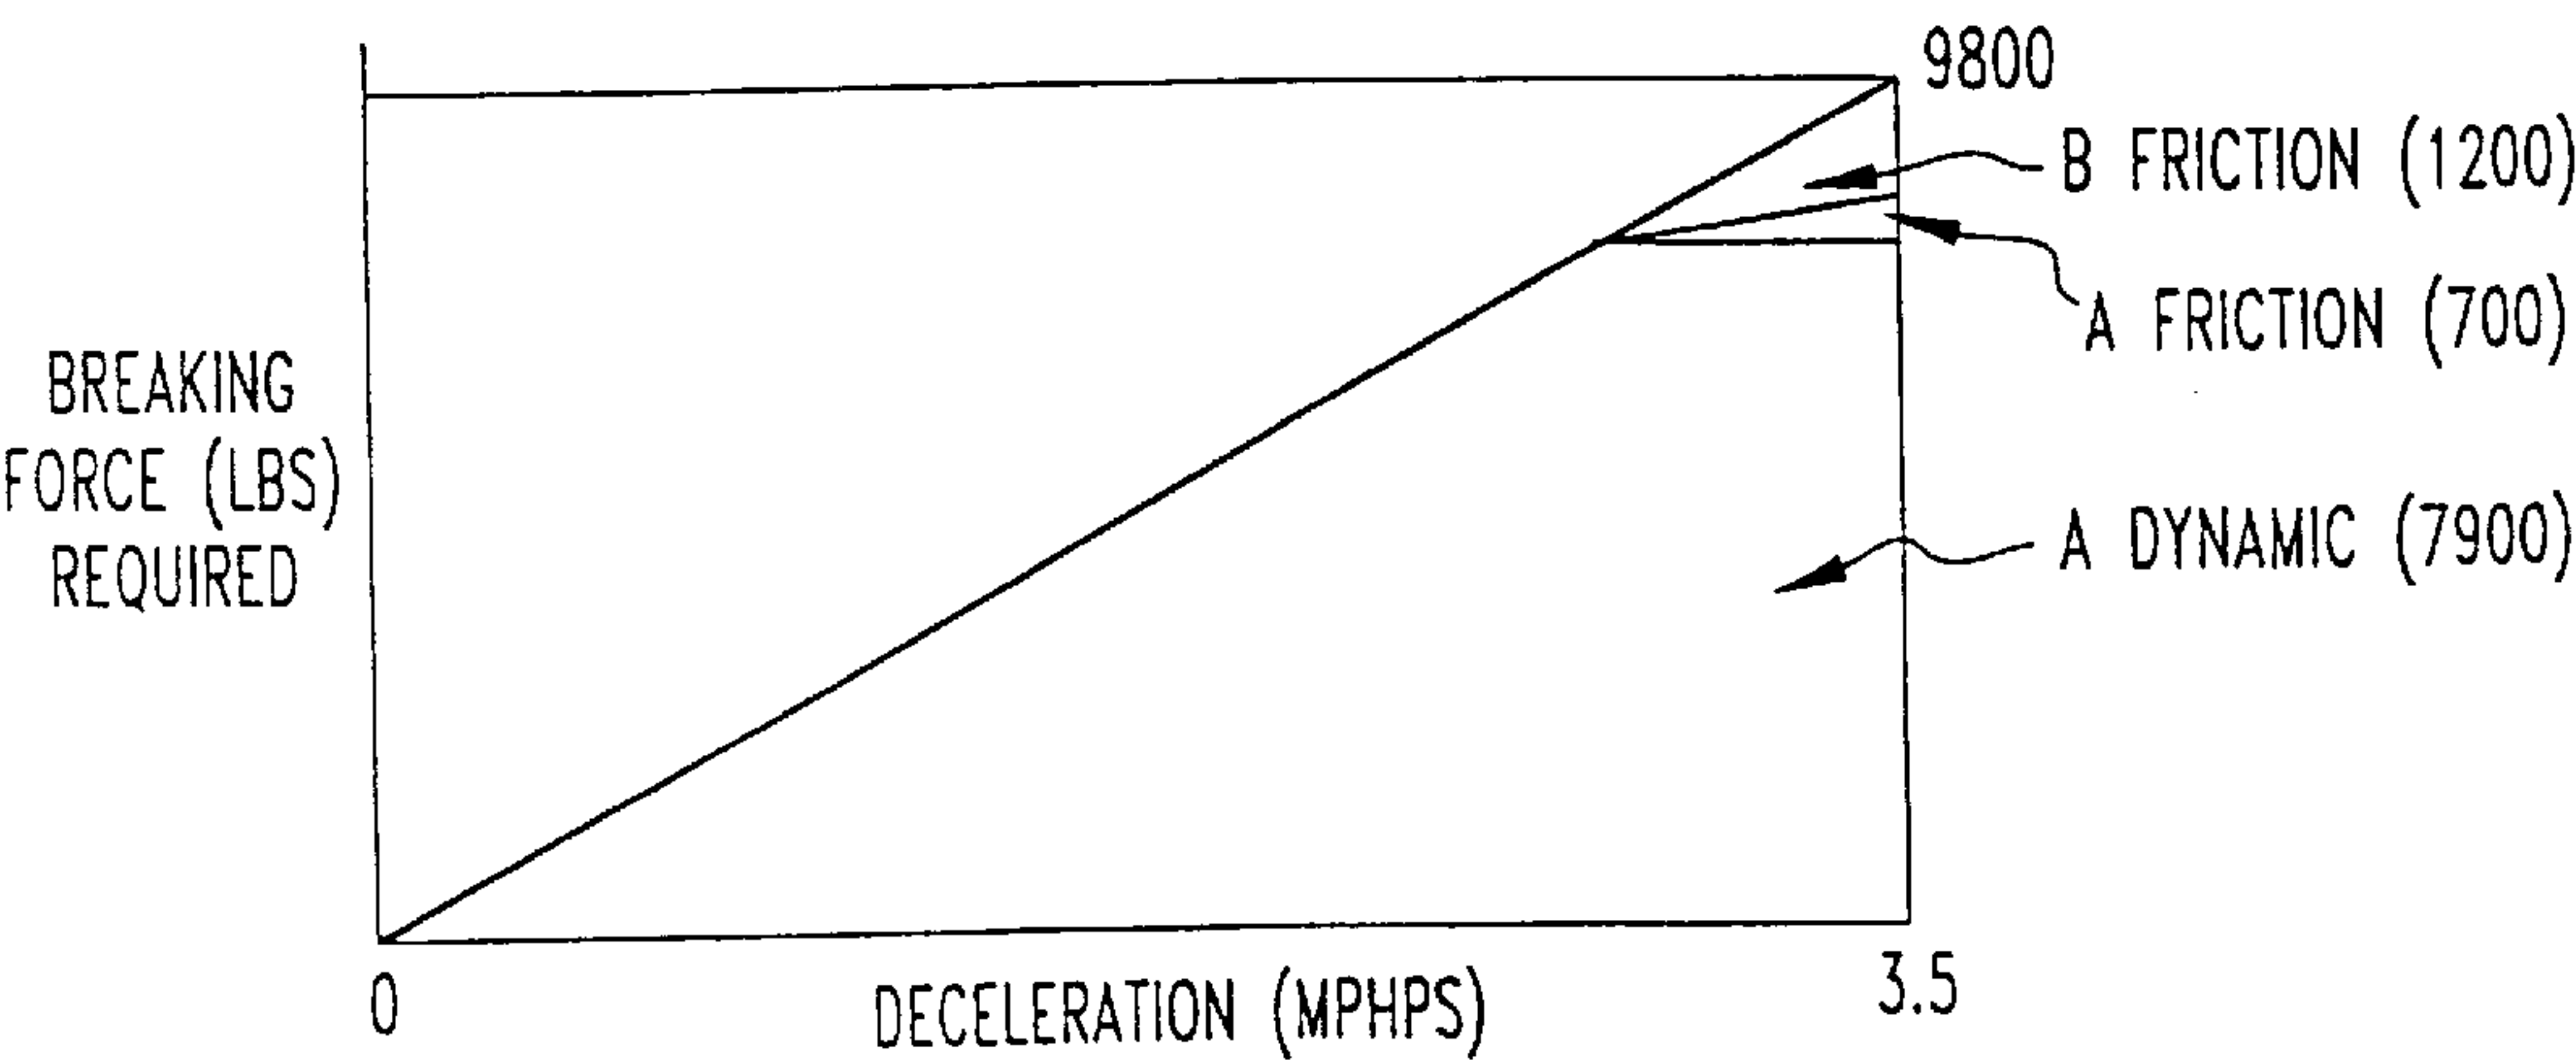 9800
B FRICTION (1200)
A FRICTION (700)
BREAKING
FORCE (LBS)
REQUIRED
A DYNAMIC (7900)
0
DECELERATION (MPHPS)
3.5